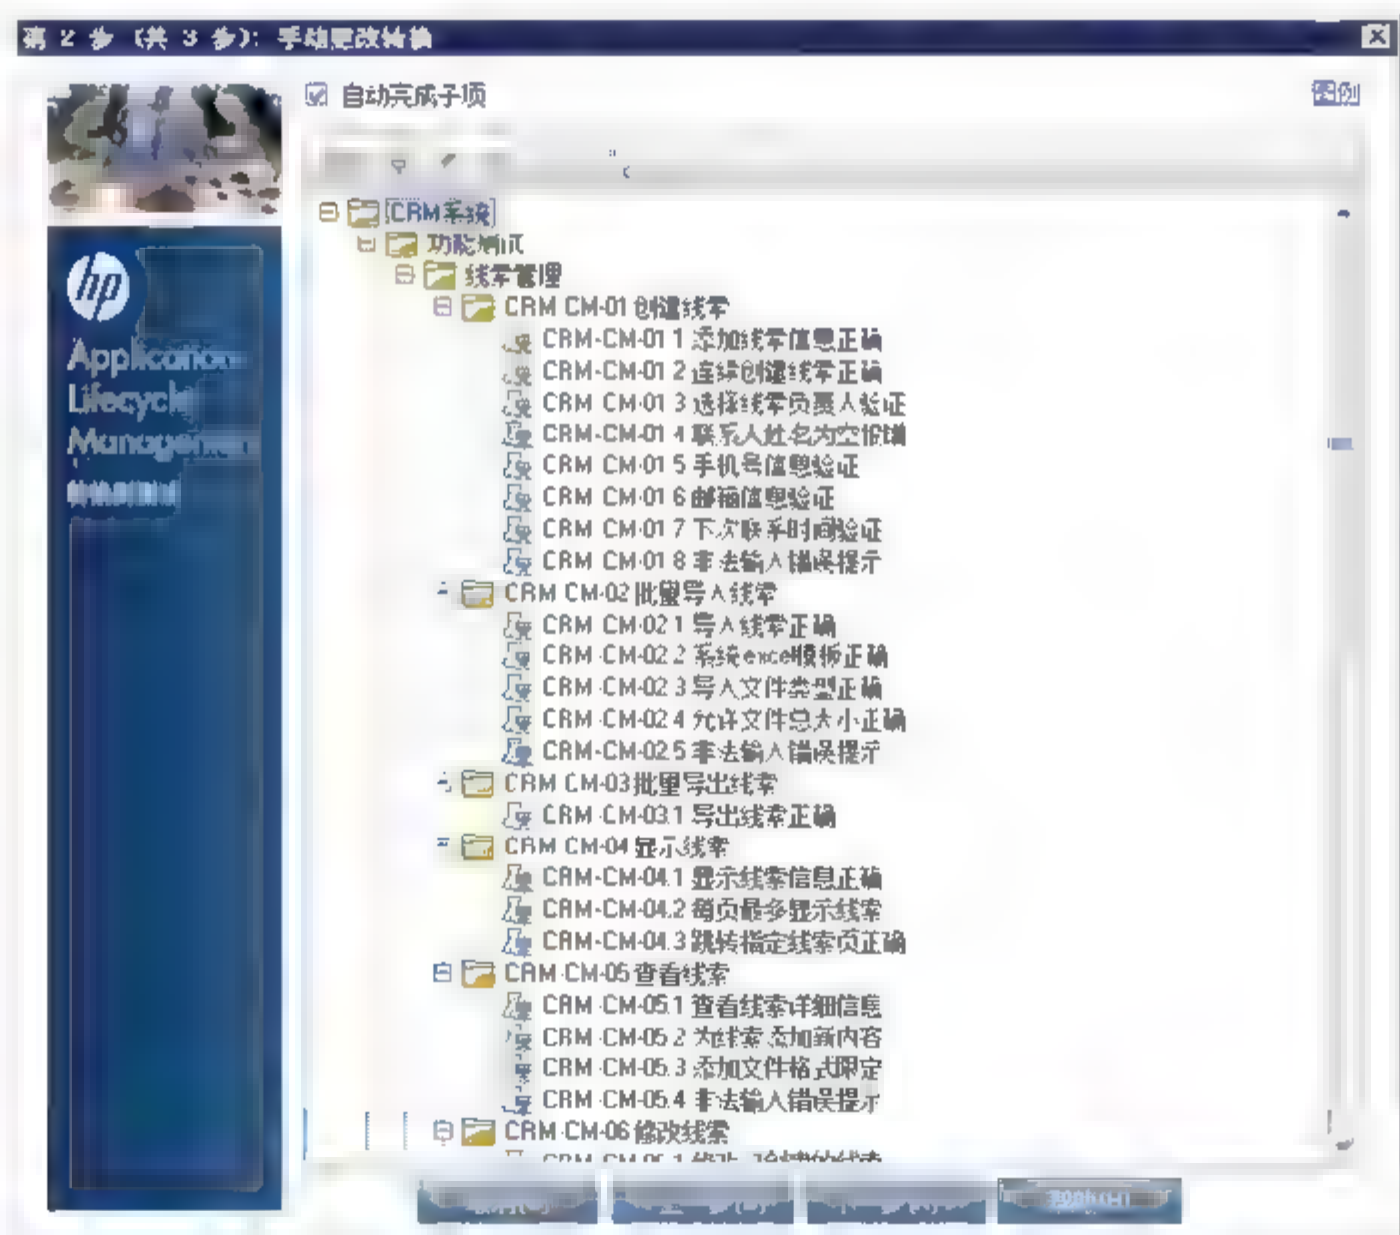 第 2 步 (共 3 步): 手动更改转换
自动完成子项
图例
hp
Application
Lifecycle
Management
CRM系统
功能测试
线索管理
CRM-CM-01创建线索
CRM-CM-01.1 添加线索信息正确
CRM-CM-01.2 连续创建线索正确
CRM-CM-01.3 选择线索负责人验证
CRM-CM-01.4 联系人姓名为空报错
CRM-CM-01.5 手机号信息验证
CRM-CM-01.6 邮箱信息验证
CRM-CM-01.7 下次联系时间验证
CRM-CM-01.8 非法输入错误提示
CRM-CM-02批量导入线索
CRM-CM-02.1 导入线索正确
CRM-CM-02.2 系统excel模板正确
CRM-CM-02.3 导入文件类型正确
CRM-CM-02.4 允许文件总大小正确
CRM-CM-02.5 非法输入错误提示
CRM-CM-03批量导出线索
CRM-CM-03.1 导出线索正确
CRM-CM-04显示线索
CRM-CM-04.1 显示线索信息正确
CRM-CM-04.2 每页最多显示线索
CRM-CM-04.3 跳转指定线索页正确
CRM-CM-05查看线索
CRM-CM-05.1 查看线索详细信息
CRM-CM-05.2 为线索添加新内容
CRM-CM-05.3 添加文件格式限定
CRM-CM-05.4 非法输入错误提示
CRM-CM-06修改线索
帮助(H)